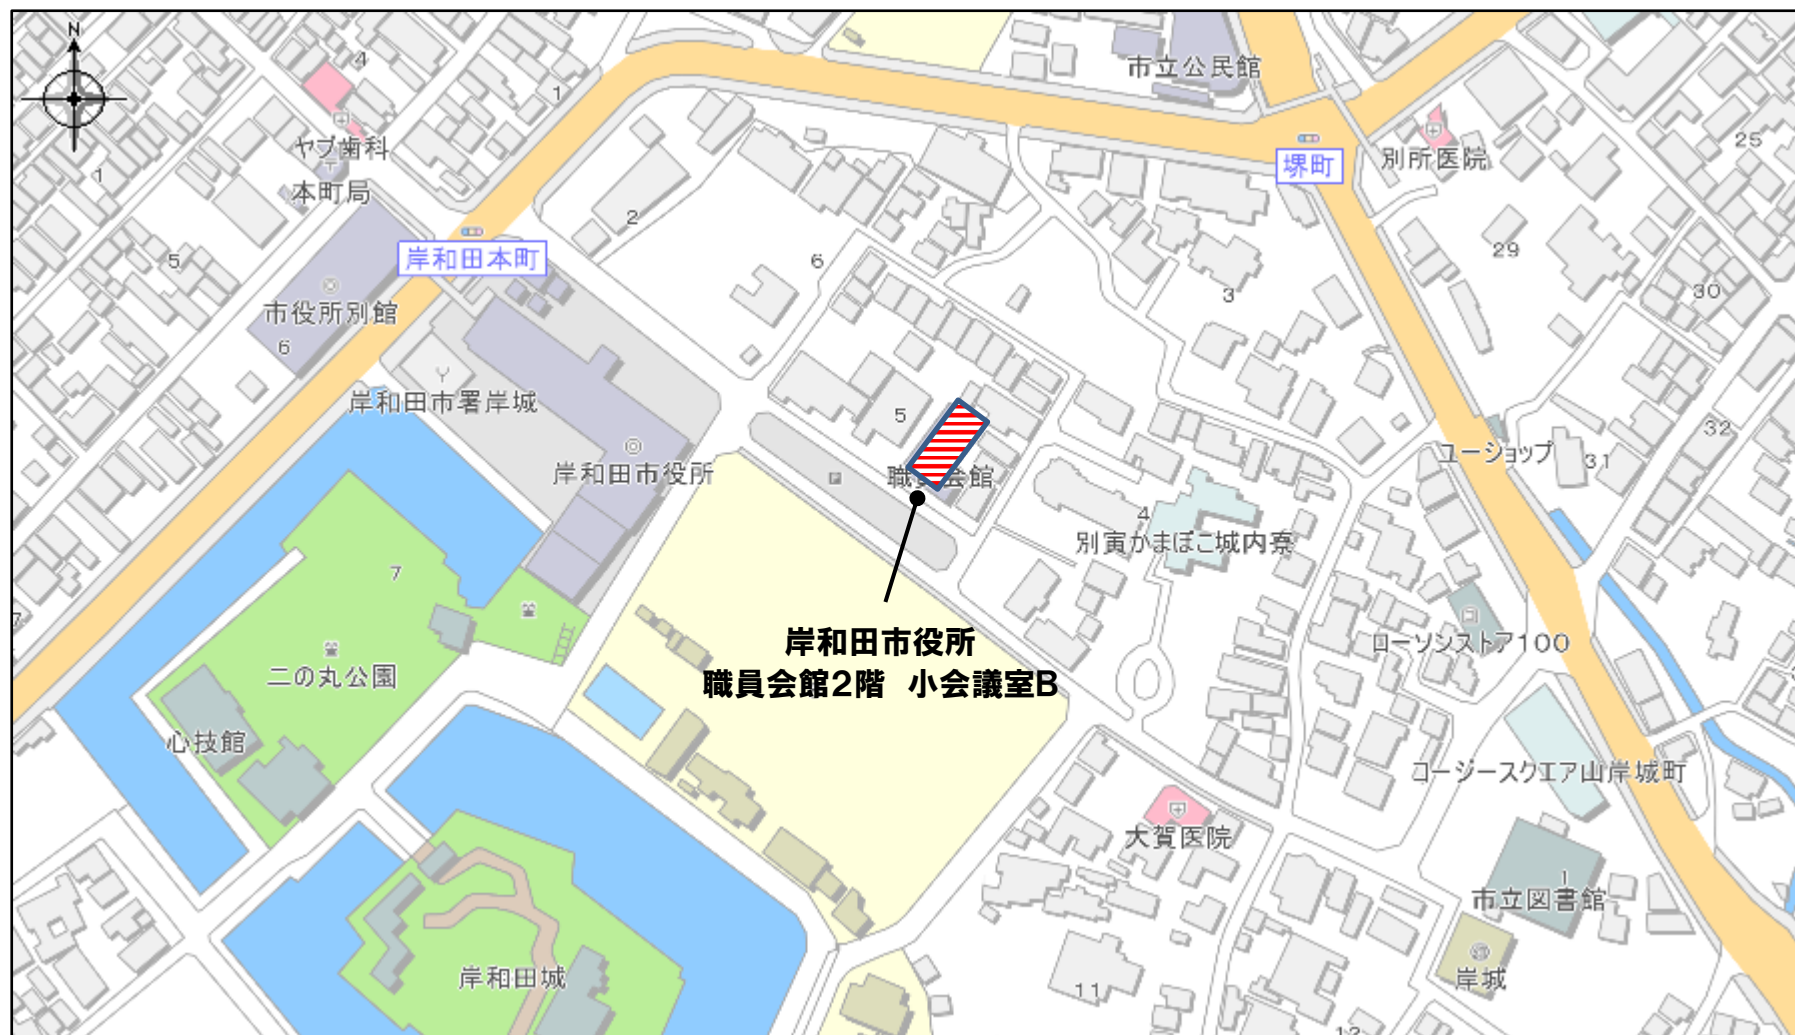 N
市立公民館
4
1
ヤブ歯科
1
本町局
堺町
別所医院
25
2
岸和田本町
5
6
29
3
30
市役所別館
6
岸和田市署岸城
5
岸和田市役所
職員会館
32
ユーショップ
31
4
別寅かまぼこ城内寮
7
7
岸和田市役所
職員会館2階 小会議室B
ローソンストア100
二の丸公園
心技館
コージースクエア山岸城町
大賀医院
1
市立図書館
岸和田城
岸城
11
12